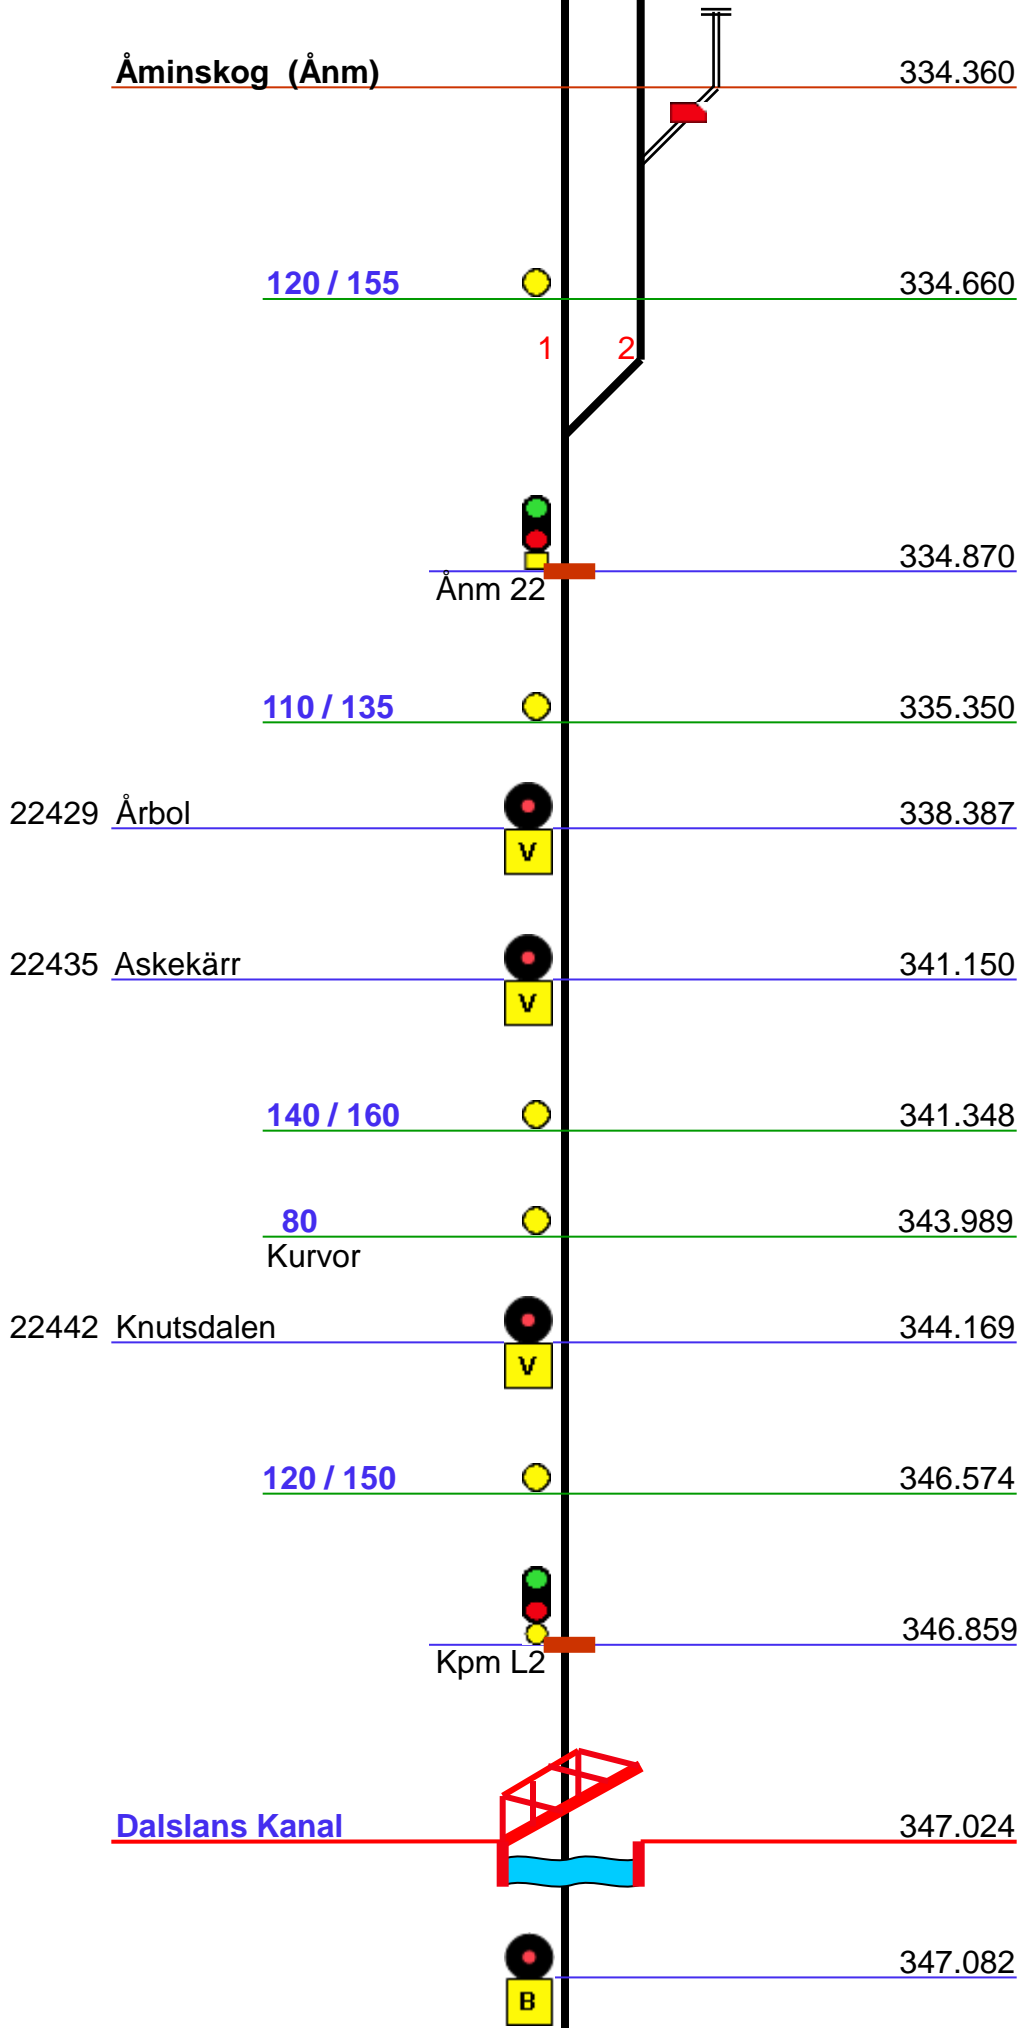 Åminskog (Ånm) 334.360
120 / 155 334.660
1 2
334.870
Ånm 22
110 / 135 335.350
22429 Årbol 338.387
V
22435 Askekärr 341.150
V
140 / 160 341.348
80 343.989
Kurvor
22442 Knutsdalen 344.169
V
120 / 150 346.574
346.859
Kpm L2
Dalslans Kanal 347.024
347.082
B